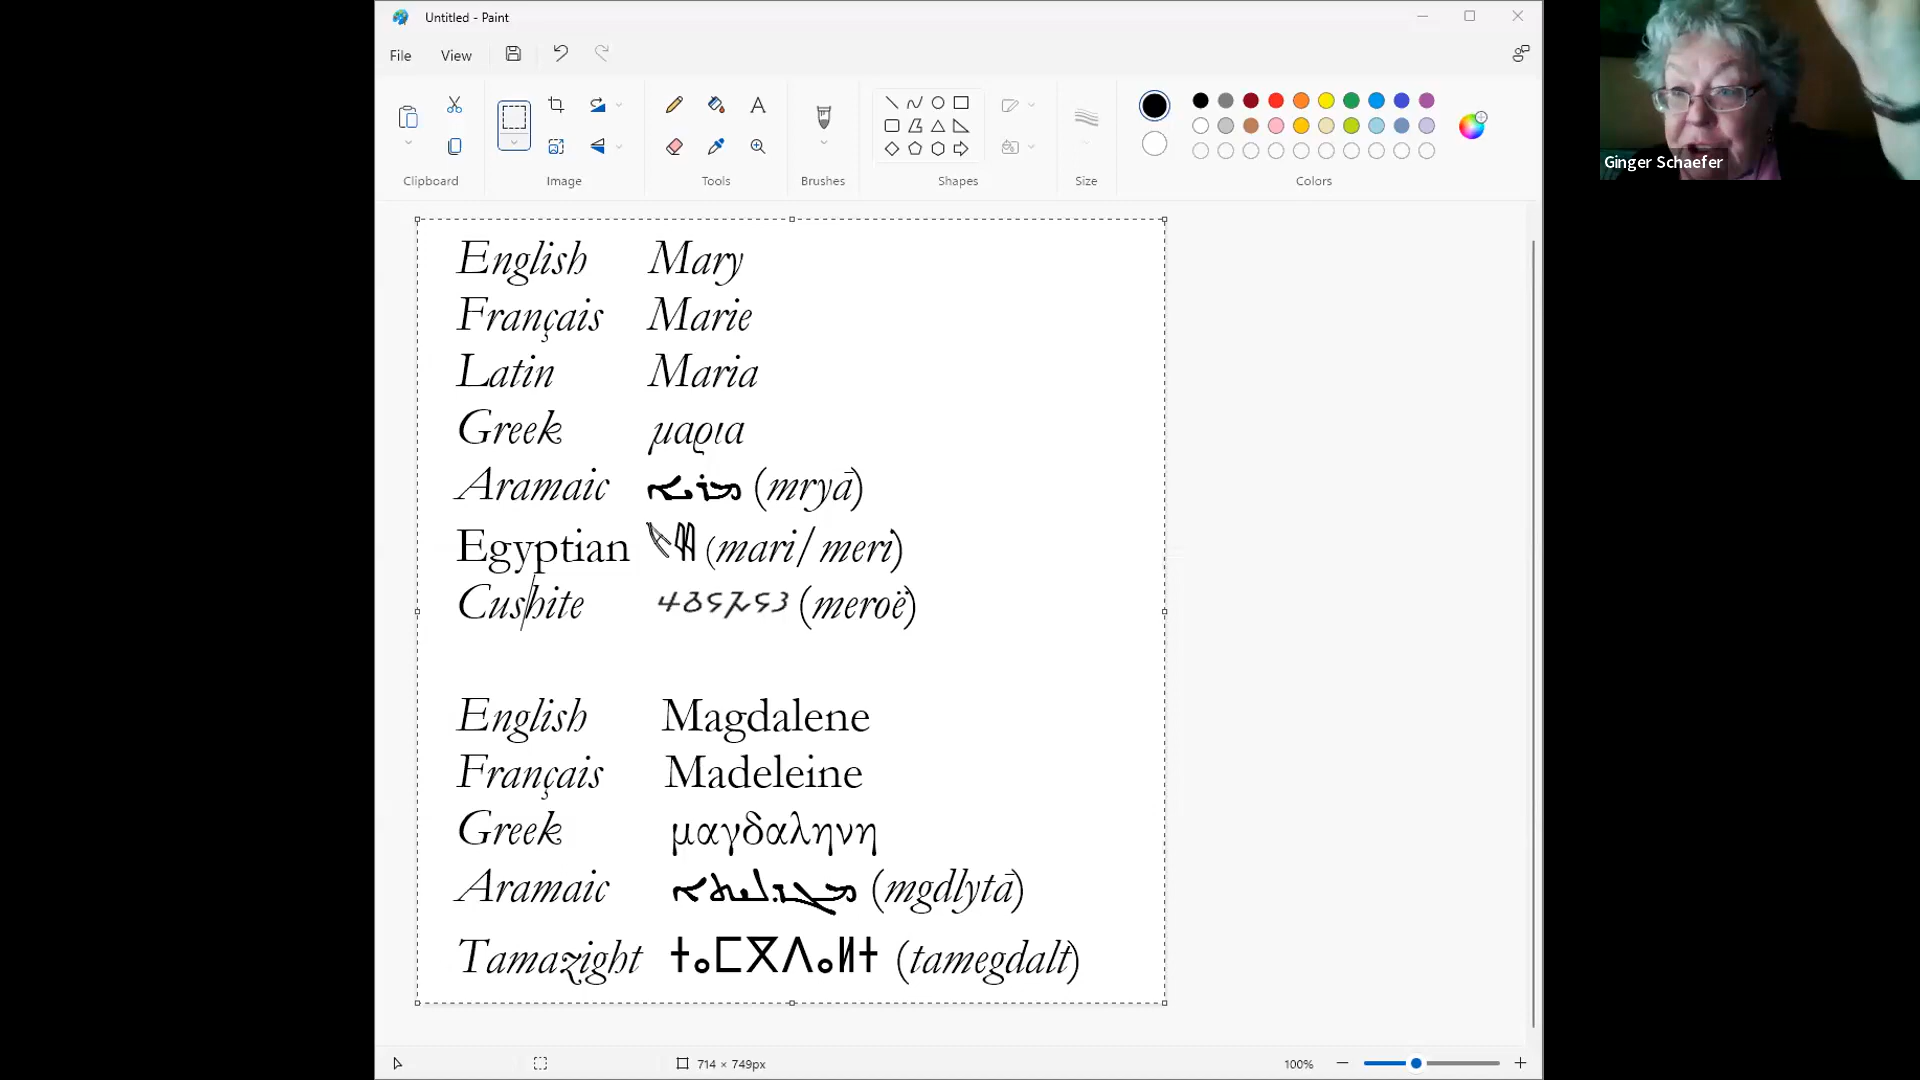 Untitled - Paint
File View
Clipboard Image Tools Brushes Shapes Size Colors
Ginger Schaefer
English Mary
Français Marie
Latin Maria
Greek μαρια
Aramaic ܡܪܝܐ (mryā)
Egyptian (mari/meri)
Cushite (meroë)
English Magdalene
Français Madeleine
Greek μαγδαληνη
Aramaic ܡܓܕܠܝܬܐ (mgdlytā)
Tamazight ⵜⴰⵎⴳⴷⴰⵍⵜ (tamegdalt)
714 × 749px
100%